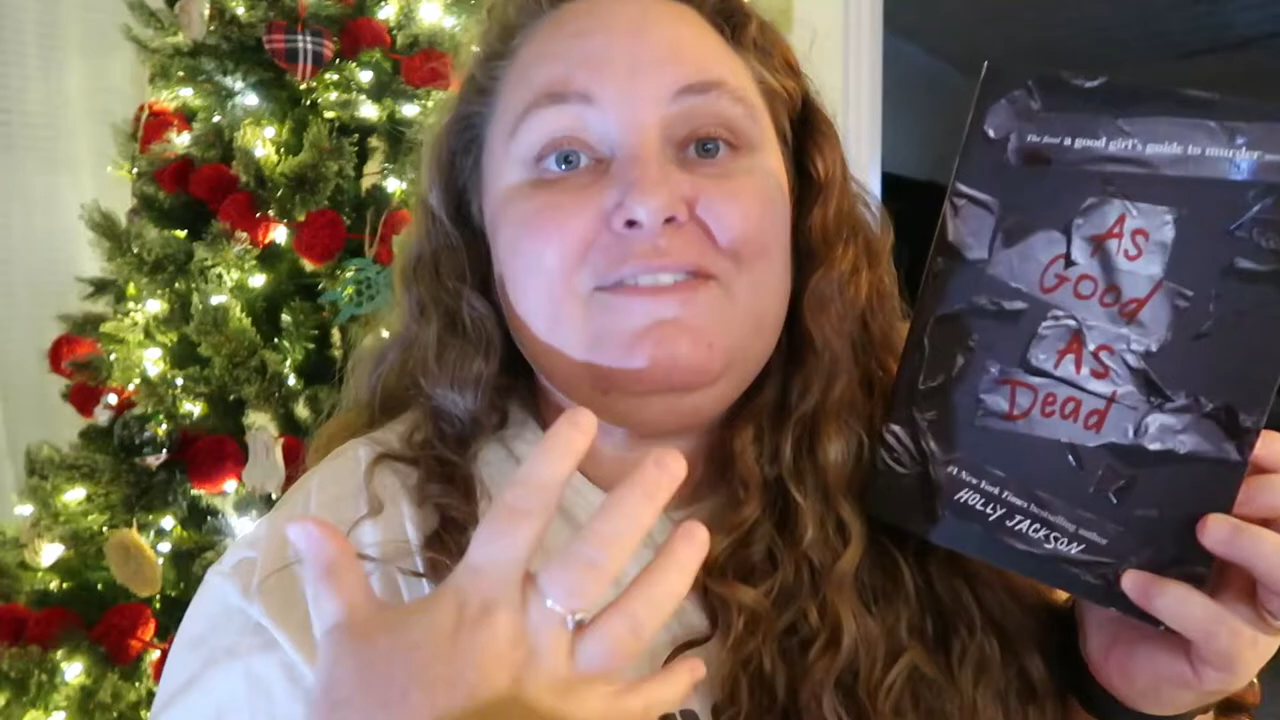 The final a good girl's guide to murder
As
Good
As
Dead
#1 New York Times bestselling author
HOLLY JACKSON